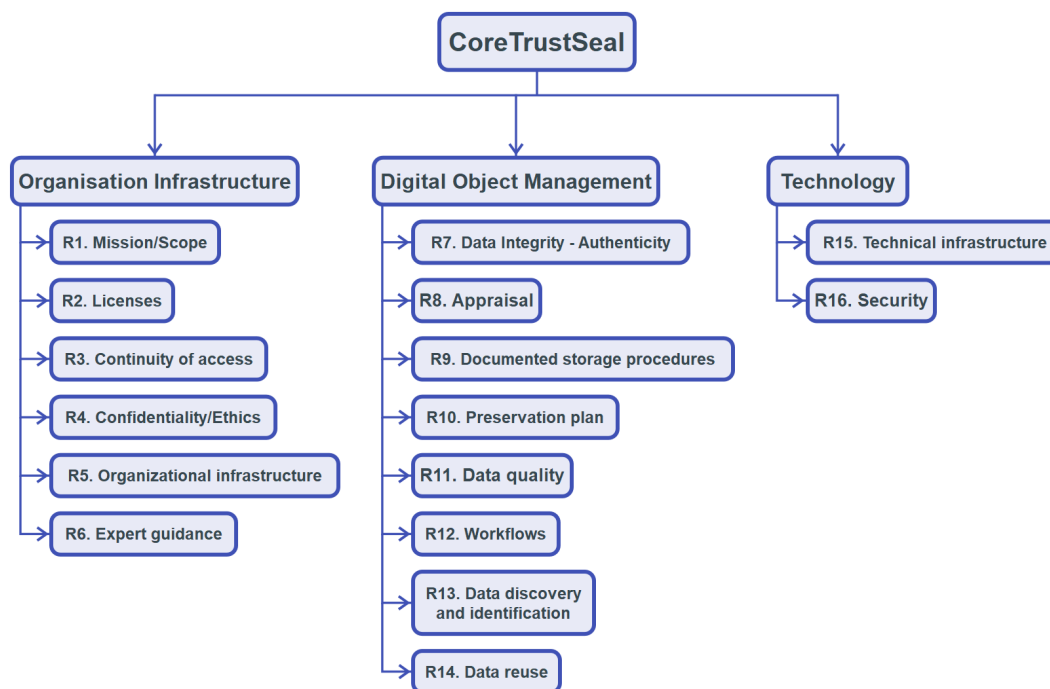 CoreTrustSeal
Organisation Infrastructure
R1. Mission/Scope
R2. Licenses
R3. Continuity of access
R4. Confidentiality/Ethics
R5. Organizational infrastructure
R6. Expert guidance
Digital Object Management
R7. Data Integrity - Authenticity
R8. Appraisal
R9. Documented storage procedures
R10. Preservation plan
R11. Data quality
R12. Workflows
R13. Data discovery
and identification
R14. Data reuse
Technology
R15. Technical infrastructure
R16. Security